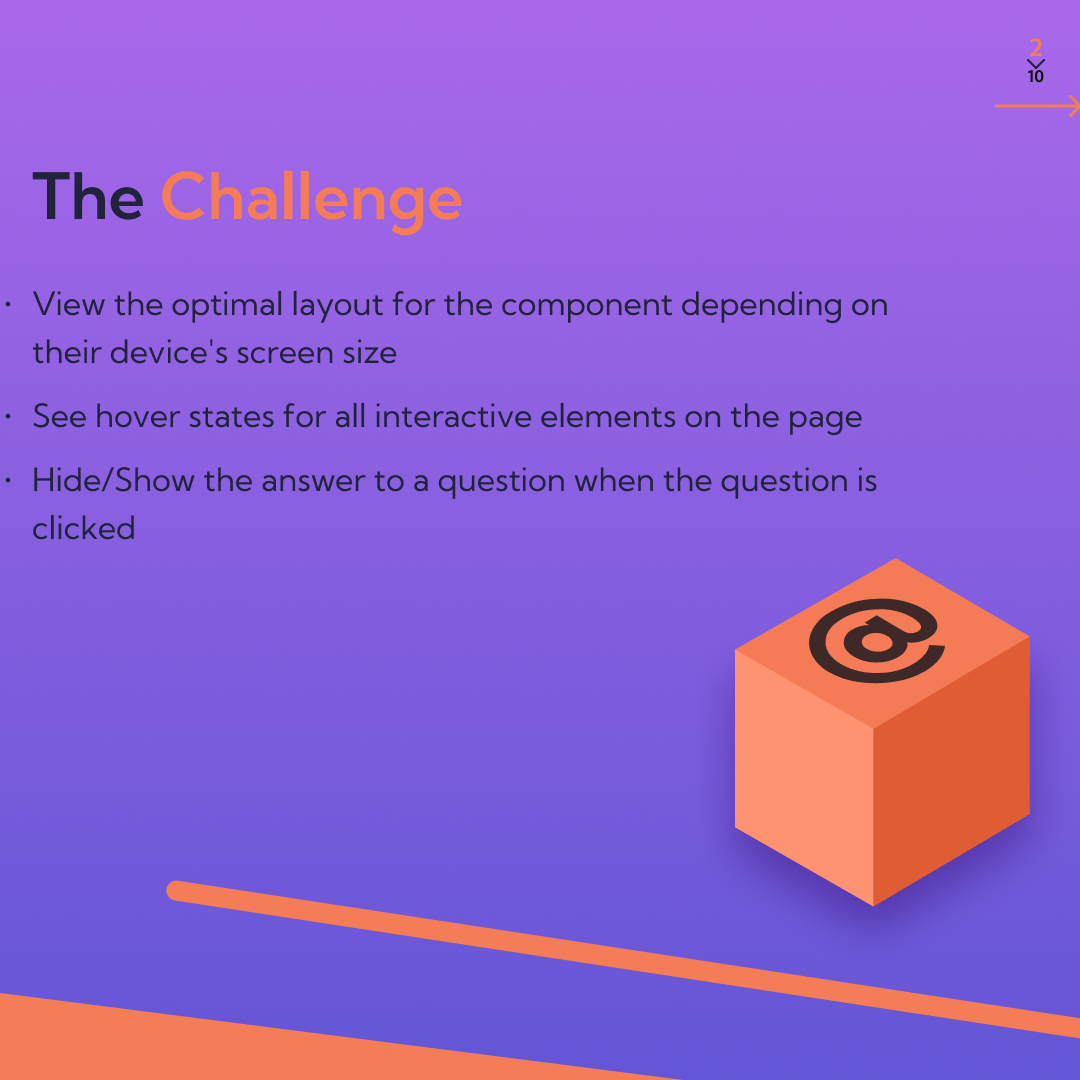 2
10
The Challenge
· View the optimal layout for the component depending on
their device's screen size
· See hover states for all interactive elements on the page
· Hide/Show the answer to a question when the question is
clicked
@